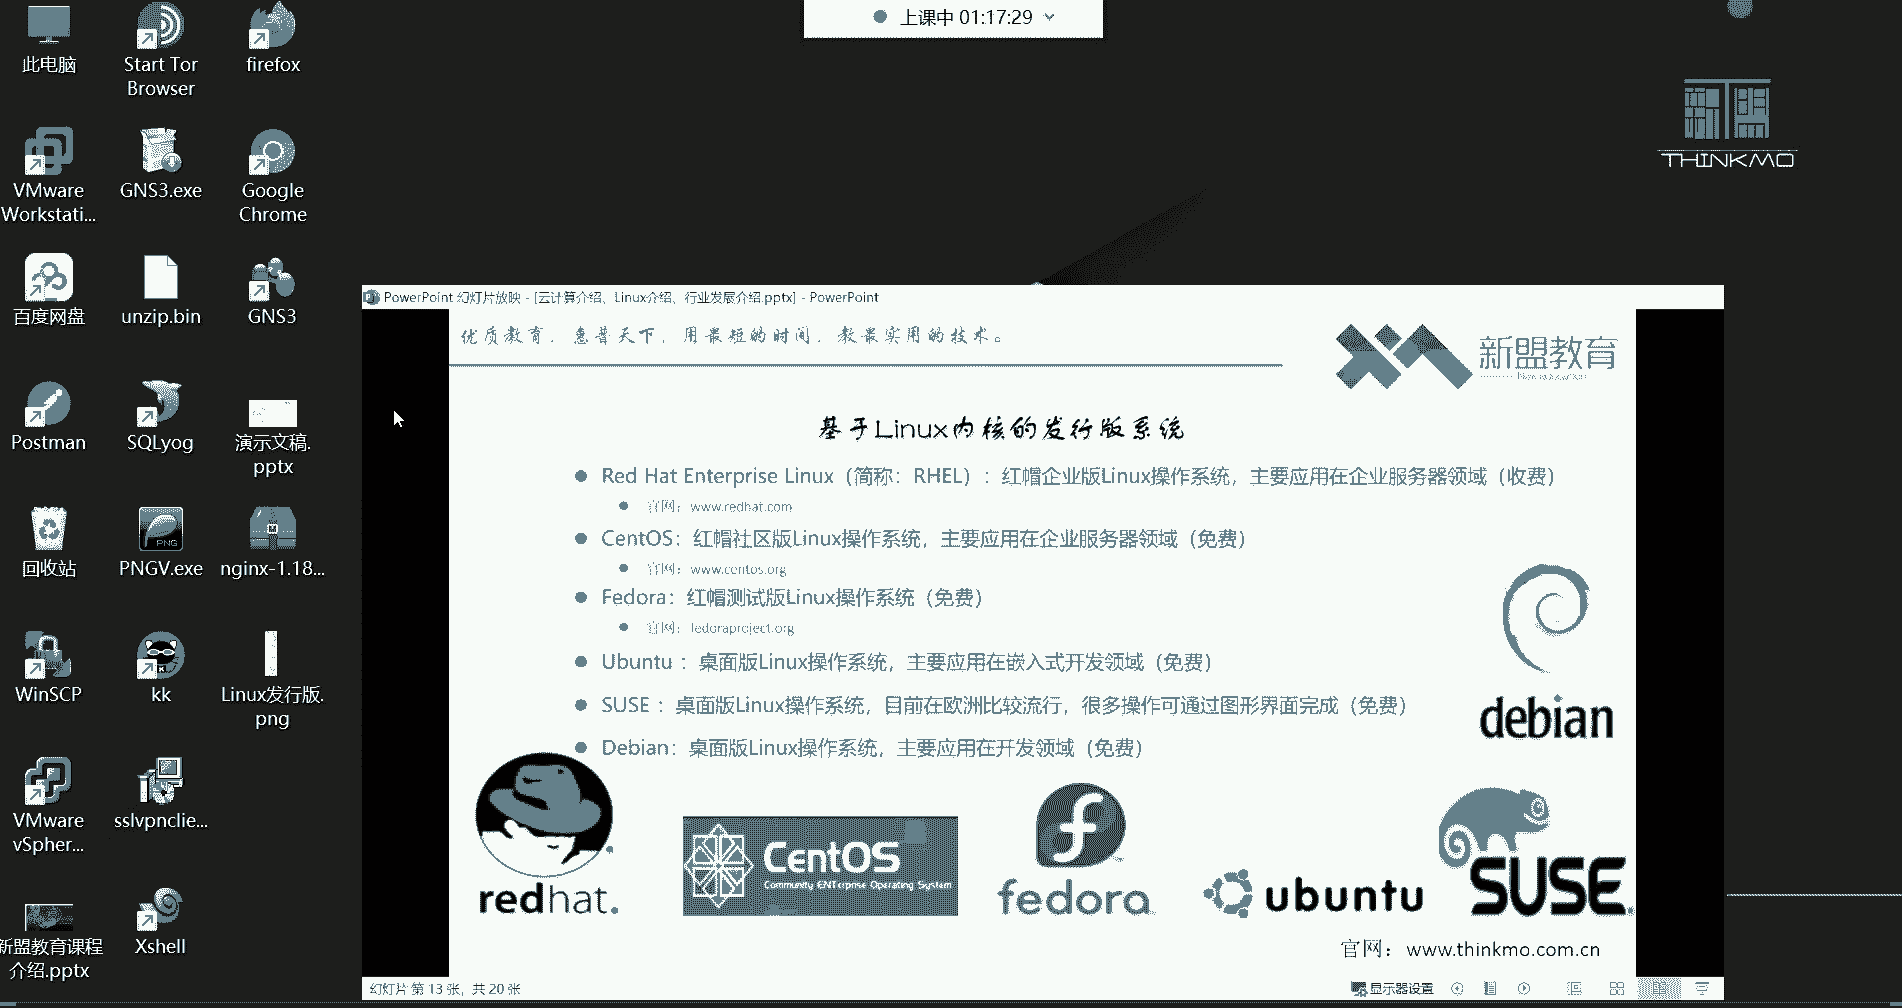 上课中 01:17:29
此电脑
Start Tor
Browser
firefox
THINKMO
VMware
Workstati...
GNS3.exe
Google
Chrome
百度网盘
unzip.bin
GNS3
Postman
SQLyog
演示文稿.
pptx
回收站
PNG
PNGV.exe
nginx-1.18...
WinSCP
kk
Linux发行版.
png
VMware
vSpher...
sslvpnclie...
新盟教育课程
介绍.pptx
Xshell
PowerPoint 幻灯片放映 - [云计算介绍、Linux介绍、行业发展介绍.pptx] - PowerPoint
优质教育，惠普天下，用最短的时间，教最实用的技术。
新盟教育
基于Linux内核的发行版系统
Red Hat Enterprise Linux（简称：RHEL）: 红帽企业版Linux操作系统，主要应用在企业服务器领域（收费）
官网：www.redhat.com
CentOS：红帽社区版Linux操作系统，主要应用在企业服务器领域（免费）
官网：www.centos.org
Fedora：红帽测试版Linux操作系统（免费）
官网：fedoraproject.org
Ubuntu： 桌面版Linux操作系统，主要应用在嵌入式开发领域（免费）
SUSE： 桌面版Linux操作系统，目前在欧洲比较流行，很多操作可通过图形界面完成（免费）
Debian：桌面版Linux操作系统，主要应用在开发领域（免费）
debian
redhat.
CentOS
Community ENTerprise Operating System
fedora
ubuntu
SUSE
官网：www.thinkmo.com.cn
幻灯片 第 13 张，共 20 张
显示器设置